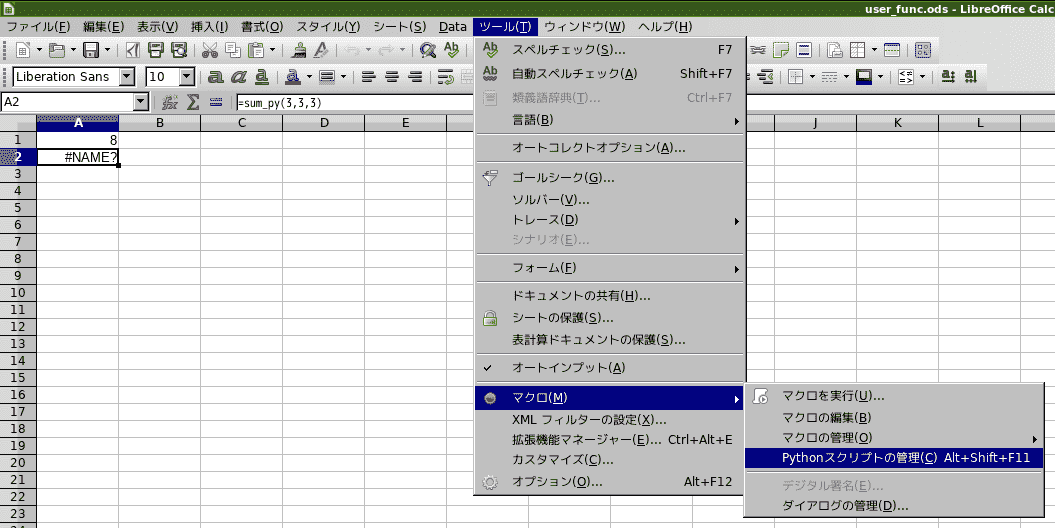 user_func.ods - LibreOffice Calc
ファイル(F) 編集(E) 表示(V) 挿入(I) 書式(O) スタイル(Y) シート(S) Data ツール(T) ウィンドウ(W) ヘルプ(H)
Liberation Sans 10
A2 =sum_py(3,3,3)
A B C D E J K L
1 8
2 #NAME?
3
4
5
6
7
8
9
10
11
12
13
14
15
16
17
18
19
20
21
22
23
スペルチェック(S)... F7
自動スペルチェック(A) Shift+F7
類義語辞典(T)... Ctrl+F7
言語(B)
オートコレクトオプション(A)...
ゴールシーク(G)...
ソルバー(V)...
トレース(D)
シナリオ(E)...
フォーム(F)
ドキュメントの共有(H)...
シートの保護(S)...
表計算ドキュメントの保護(S)...
オートインプット(A)
マクロ(M)
XML フィルターの設定(X)...
拡張機能マネージャー(E)... Ctrl+Alt+E
カスタマイズ(C)...
オプション(O)... Alt+F12
マクロを実行(U)...
マクロの編集(B)
マクロの管理(O)
Pythonスクリプトの管理(C) Alt+Shift+F11
デジタル署名(E)...
ダイアログの管理(D)...